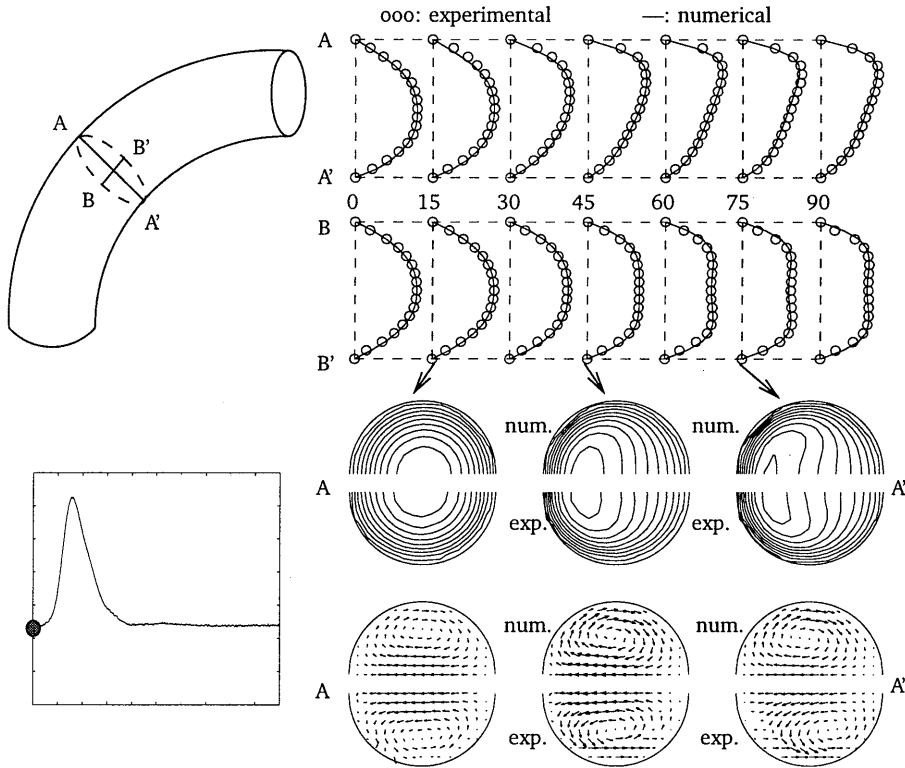 ooo: experimental —: numerical
A
A'
0 15 30 45 60 75 90
B
B'
A
B'
B
A'
num. num.
A A'
exp. exp.
num. num.
A A'
exp. exp.